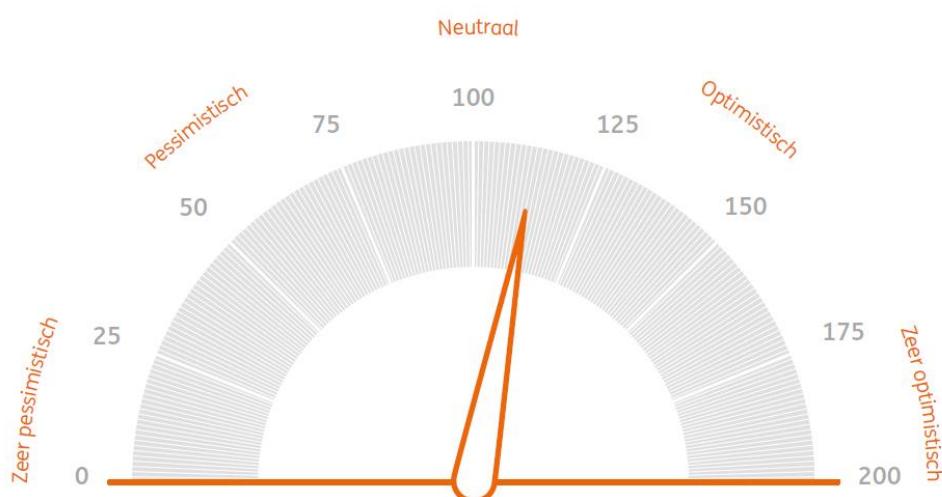 Neutraal
100
75
125
Pessimistisch
Optimistisch
50
150
25
175
Zeer pessimistisch
Zeer optimistisch
0
200